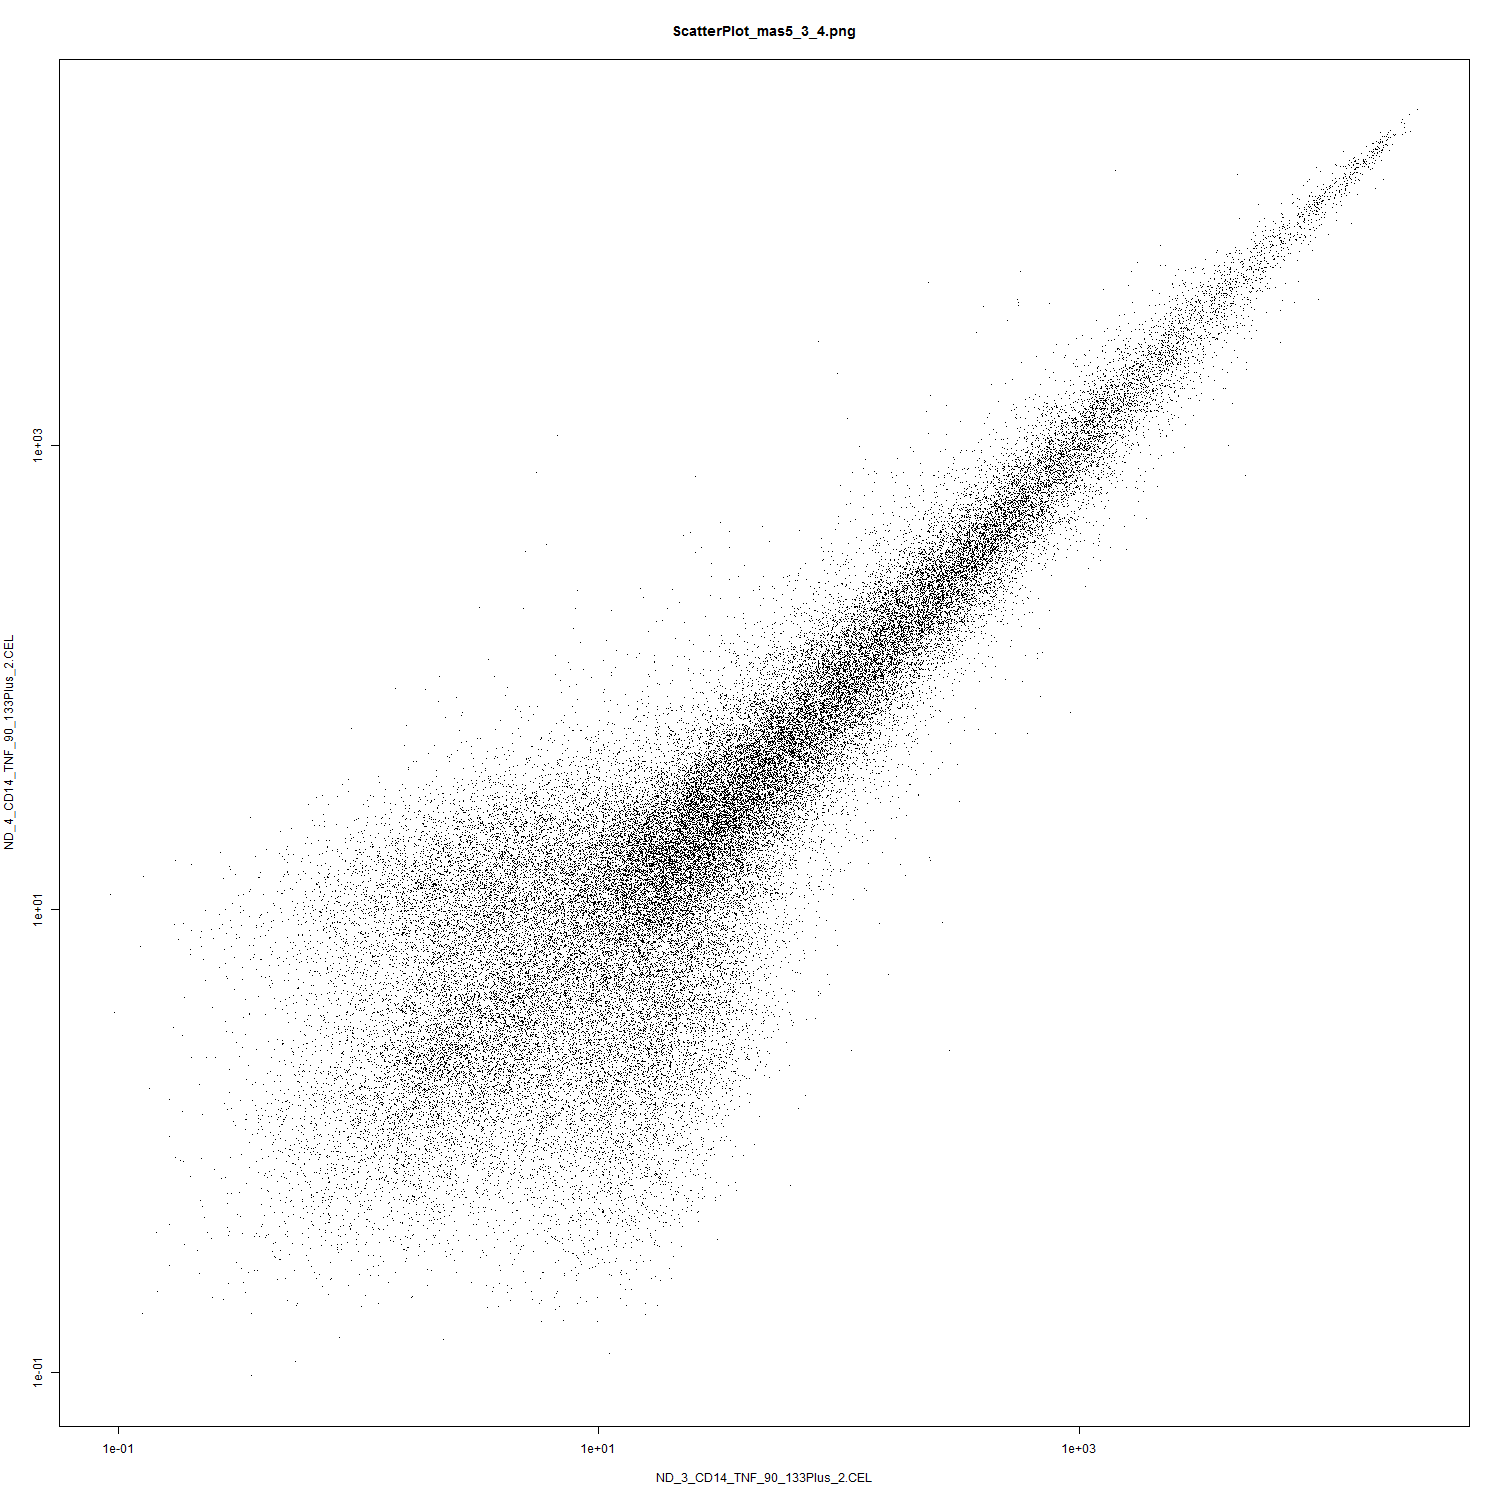 ScatterPlot_mas5_3_4.png
ND_4_CD14_TNF_90_133Plus_2.CEL
1e+03
1e+01
1e-01
1e-01
1e+01
1e+03
ND_3_CD14_TNF_90_133Plus_2.CEL